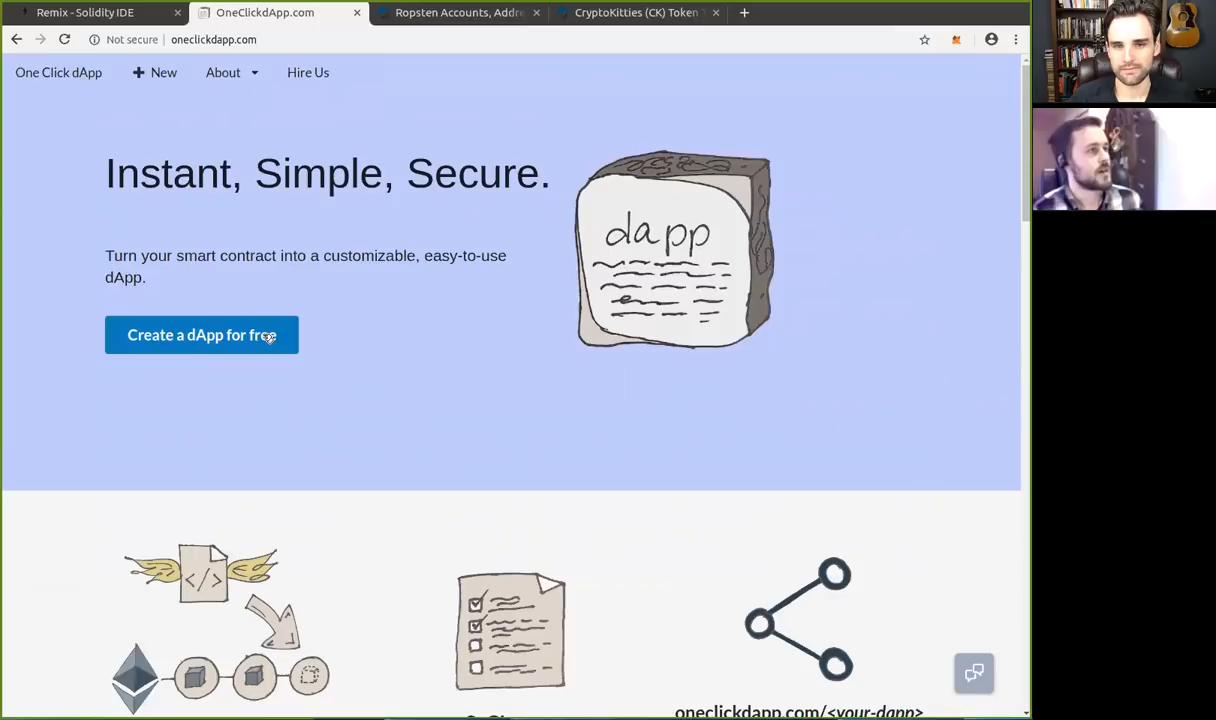 Remix - Solidity IDE
OneClickdApp.com
Ropsten Accounts, Addre
CryptoKitties (CK) Token
Not secure | oneclickdapp.com
One Click dApp
New
About
Hire Us
Instant, Simple, Secure.
dapp
Turn your smart contract into a customizable, easy-to-use
dApp.
Create a dApp for free
</>
oneclickdapp.com/<your-dapp>